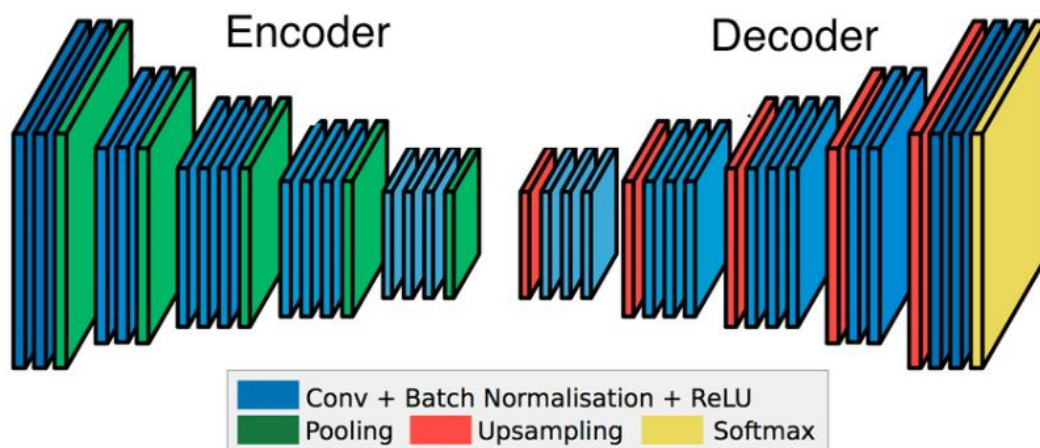 Encoder
Decoder
Conv + Batch Normalisation + ReLU
Pooling
Upsampling
Softmax